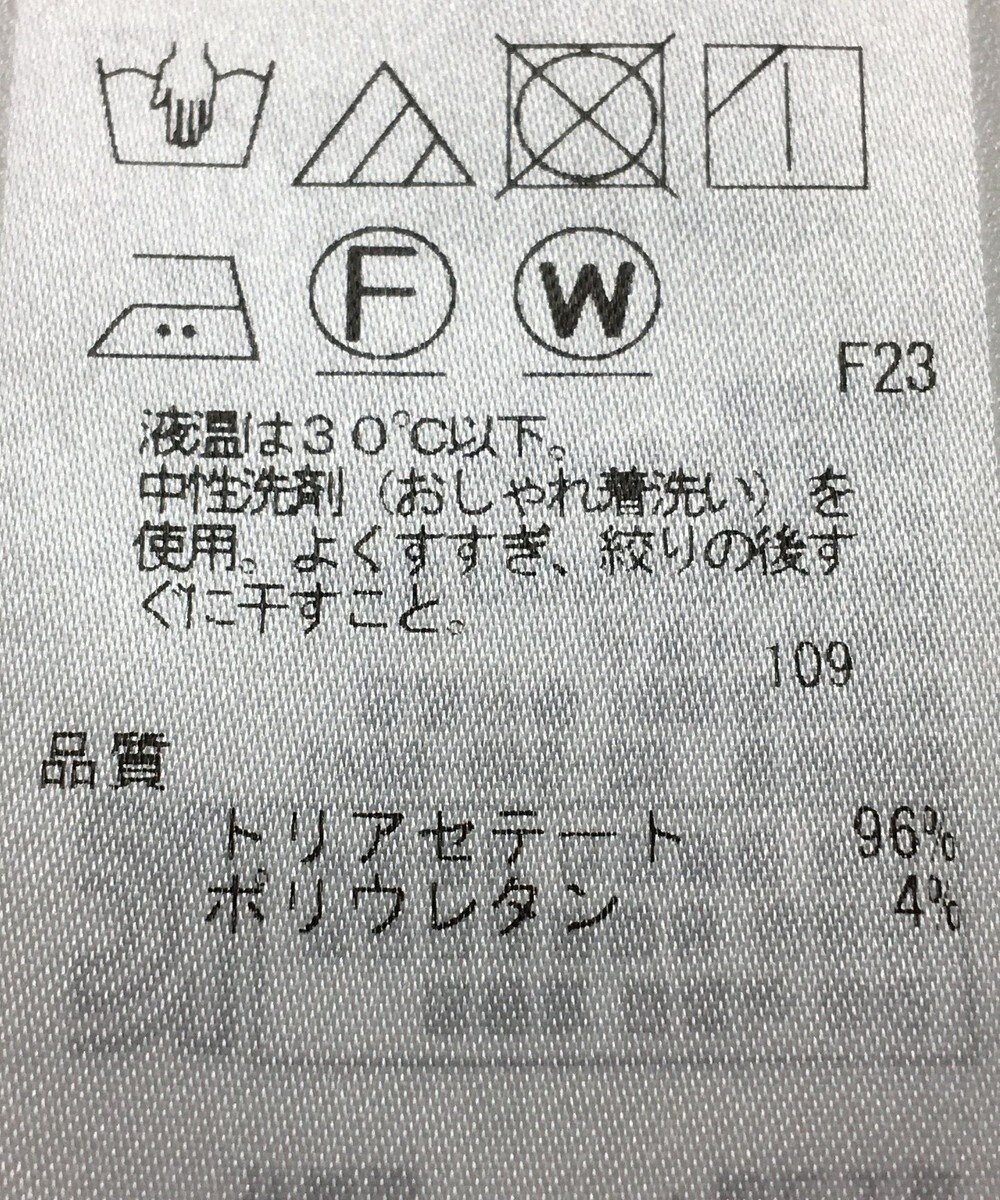 F
W
F23
液温は30℃以下。
中性洗剤（おしゃれ着洗い）を
使用。よくすすぎ、絞りの後す
ぐに干すこと。
109
品質
トリアセテート 96%
ポリウレタン 4%